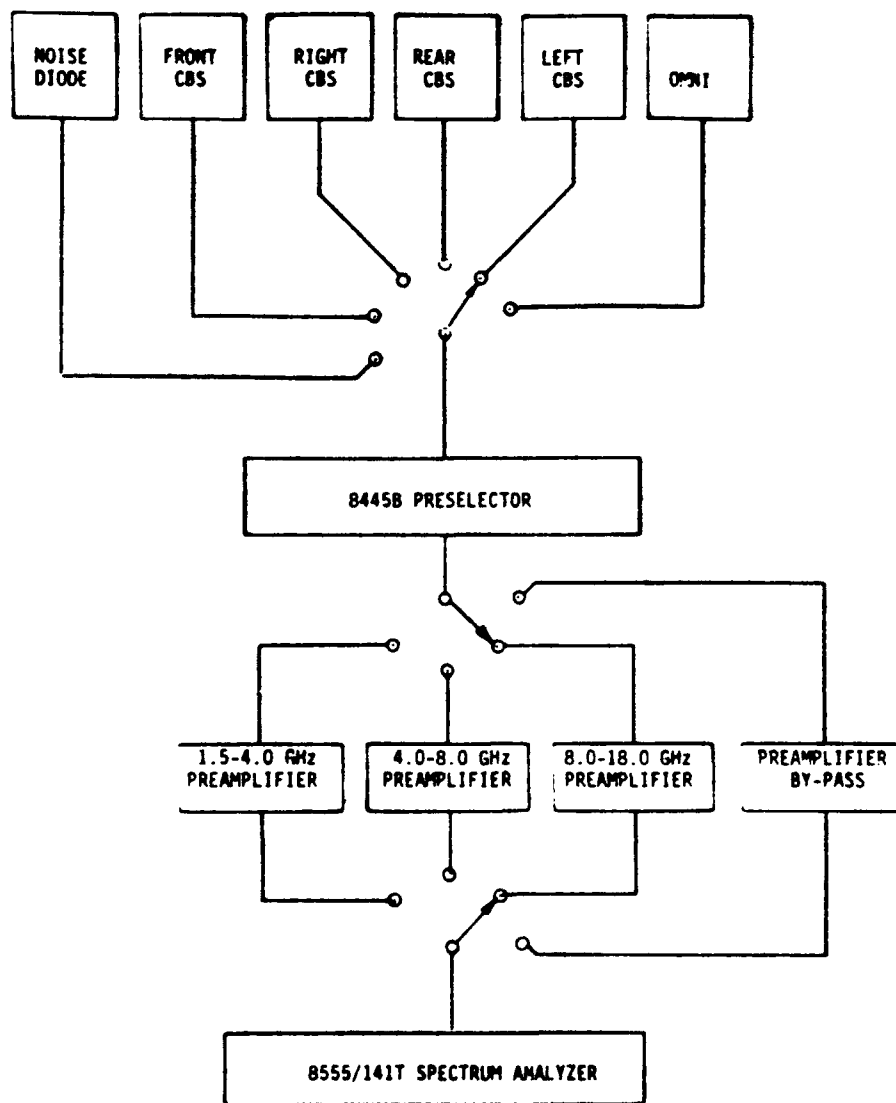 NOISE
DIODE
FRONT
CBS
RIGHT
CBS
REAR
CBS
LEFT
CBS
OMNI
8445B PRESELECTOR
1.5-4.0 GHz
PREAMPLIFIER
4.0-8.0 GHz
PREAMPLIFIER
8.0-18.0 GHz
PREAMPLIFIER
PREAMPLIFIER
BY-PASS
8555/141T SPECTRUM ANALYZER